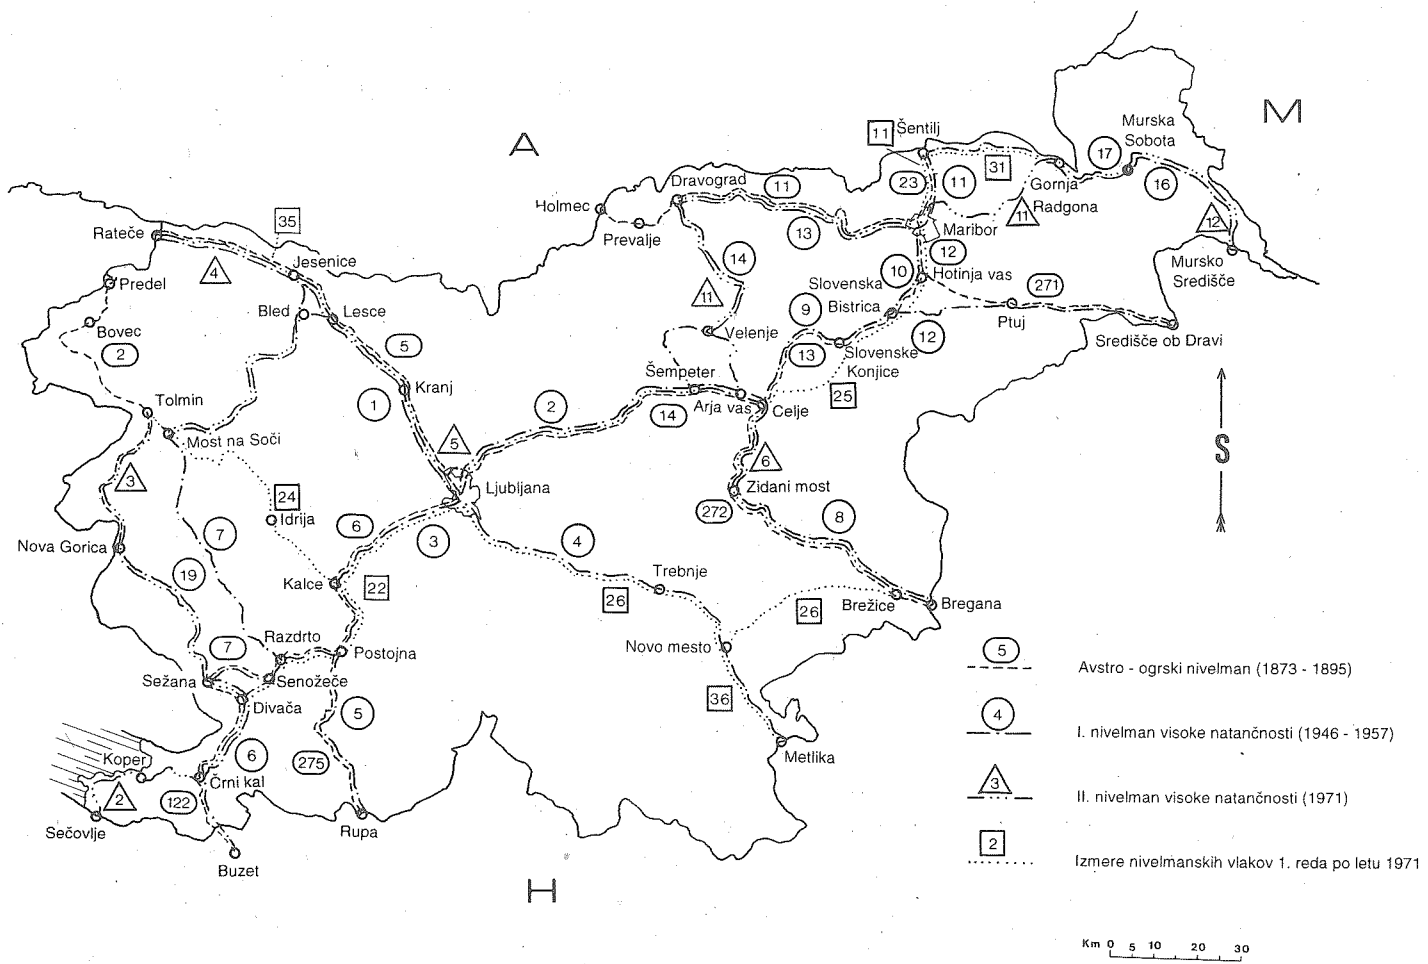 M
A
11
Šentilj
Murska
Sobota
17
31
Dravograd
11
23
11
Gornja
Radgona
16
Holmec
Prevalje
13
11
12
35
Rateče
4
Jesenice
Maribor
12
Mursko
Središče
14
10
Hotinja vas
Predel
11
Slovenska
Bistrica
271
Bled
Lesce
Ptuj
Bovec
2
9
Velenje
12
Središče ob Dravi
5
13
Slovenske
Konjice
Šempeter
Kranj
25
Tolmin
1
2
14
Arja vas
Celje
Most na Soči
5
6
S
3
24
Ljubljana
Zidani most
Idrija
272
8
6
7
3
4
Nova Gorica
19
Kalce
22
Trebnje
26
26
Brežice
Bregana
Razdrto
7
Postojna
Novo mesto
Sežana
Senožeče
Divača
5
36
Koper
6
275
Metlika
Črni kal
2
122
Sečovlje
Rupa
Buzet
H
5
Avstro - ogrski nivelman (1873 - 1895)
4
I. nivelman visoke natančnosti (1946 - 1957)
3
II. nivelman visoke natančnosti (1971)
2
Izmere nivelmanskih vlakov 1. reda po letu 1971
Km 0 5 10 20 30